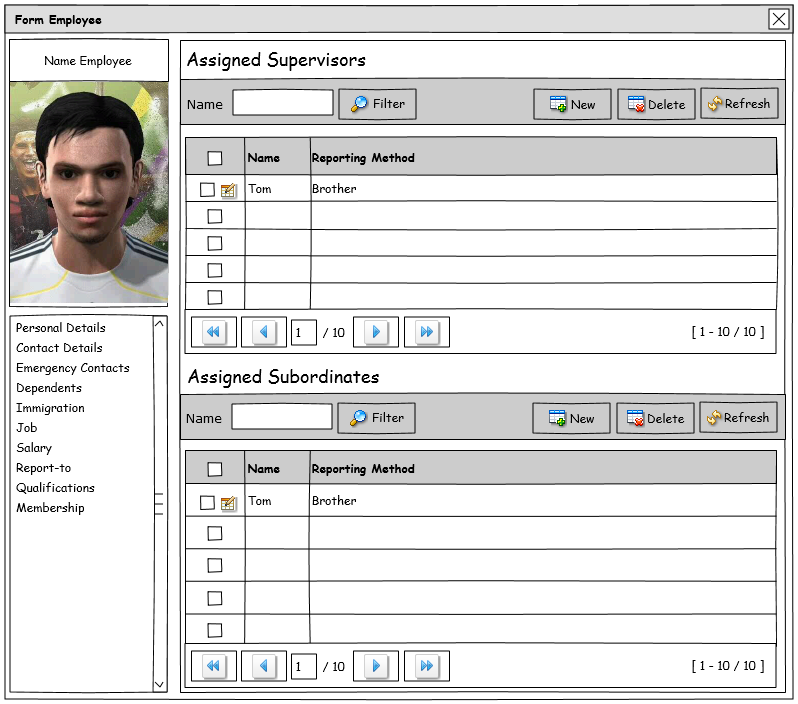 Form Employee
Name Employee
Personal Details
Contact Details
Emergency Contacts
Dependents
Immigration
Job
Salary
Report-to
Qualifications
Membership
Assigned Supervisors
Name Filter New Delete Refresh
Name Reporting Method
Tom Brother
1 / 10 [ 1 - 10 / 10 ]
Assigned Subordinates
Name Filter New Delete Refresh
Name Reporting Method
Tom Brother
1 / 10 [ 1 - 10 / 10 ]